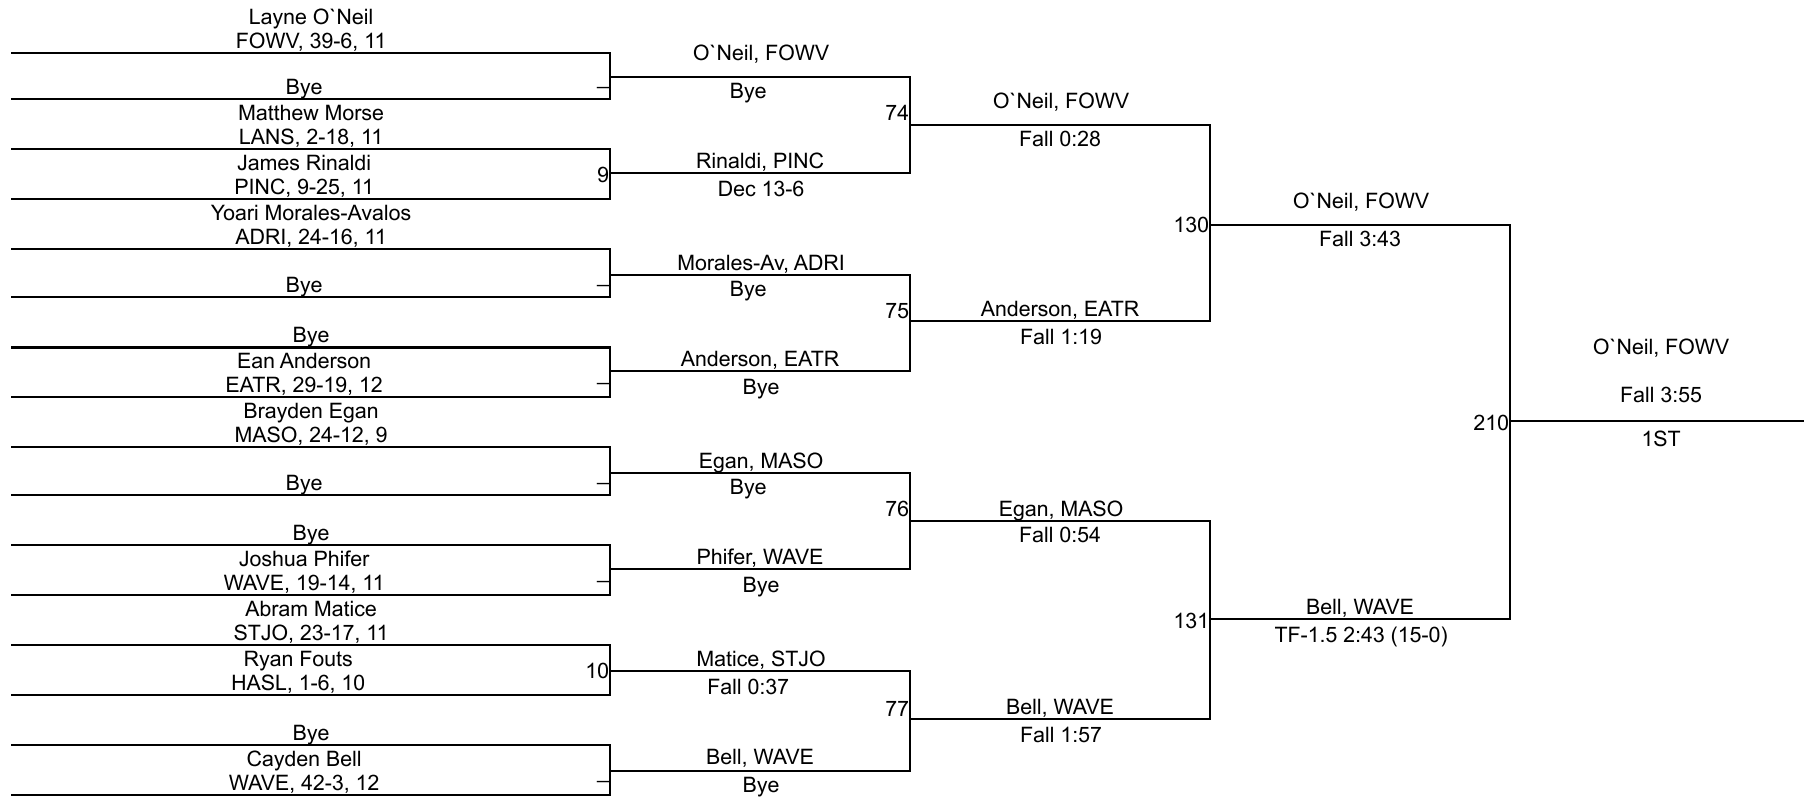 Layne O`Neil
FOWV, 39-6, 11
Bye
Matthew Morse
LANS, 2-18, 11
James Rinaldi
PINC, 9-25, 11
Yoari Morales-Avalos
ADRI, 24-16, 11
Bye
Bye
Ean Anderson
EATR, 29-19, 12
Brayden Egan
MASO, 24-12, 9
Bye
Bye
Joshua Phifer
WAVE, 19-14, 11
Abram Matice
STJO, 23-17, 11
Ryan Fouts
HASL, 1-6, 10
Bye
Cayden Bell
WAVE, 42-3, 12
9
10
O`Neil, FOWV
Bye
Rinaldi, PINC
Dec 13-6
Morales-Av, ADRI
Bye
Anderson, EATR
Bye
Egan, MASO
Bye
Phifer, WAVE
Bye
Matice, STJO
Fall 0:37
Bell, WAVE
Bye
74
75
76
77
O`Neil, FOWV
Fall 0:28
Anderson, EATR
Fall 1:19
Egan, MASO
Fall 0:54
Bell, WAVE
Fall 1:57
130
131
O`Neil, FOWV
Fall 3:43
Bell, WAVE
TF-1.5 2:43 (15-0)
210
O`Neil, FOWV
Fall 3:55
1ST